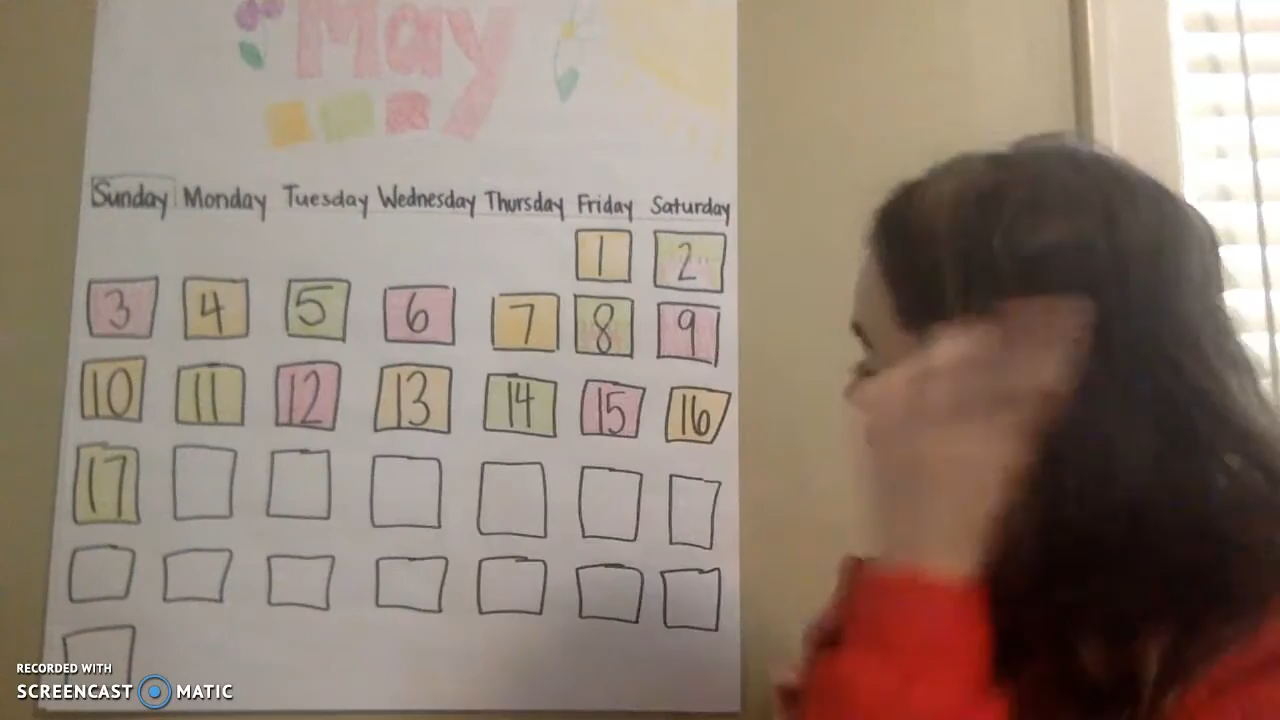 May
Sunday Monday Tuesday Wednesday Thursday Friday Saturday
1 2
3 4 5 6 7 8 9
10 11 12 13 14 15 16
17
RECORDED WITH
SCREENCAST MATIC